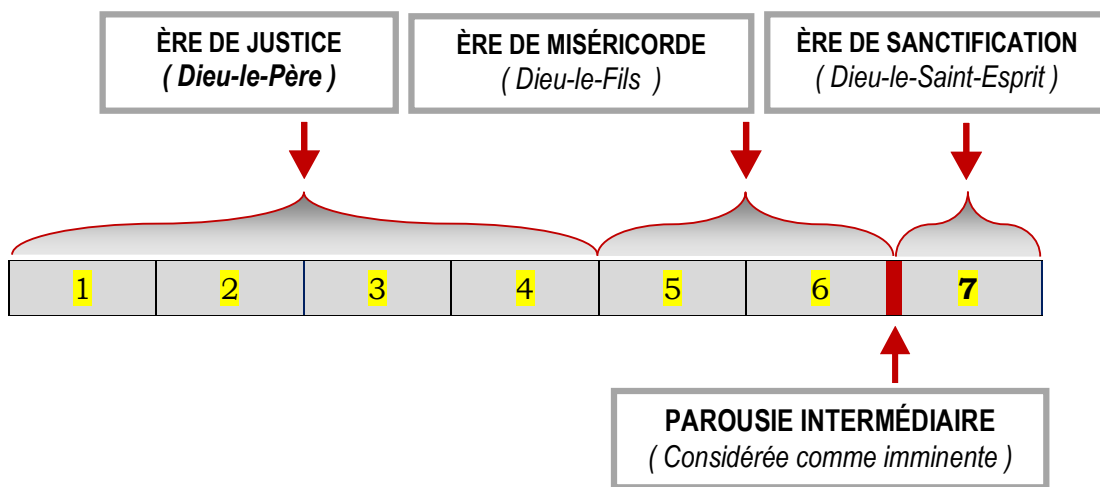 ÈRE DE JUSTICE
( Dieu-le-Père )
ÈRE DE MISÉRICORDE
( Dieu-le-Fils )
ÈRE DE SANCTIFICATION
( Dieu-le-Saint-Esprit )
1 2 3 4 5 6 7
PAROUSIE INTERMÉDIAIRE
( Considérée comme imminente )